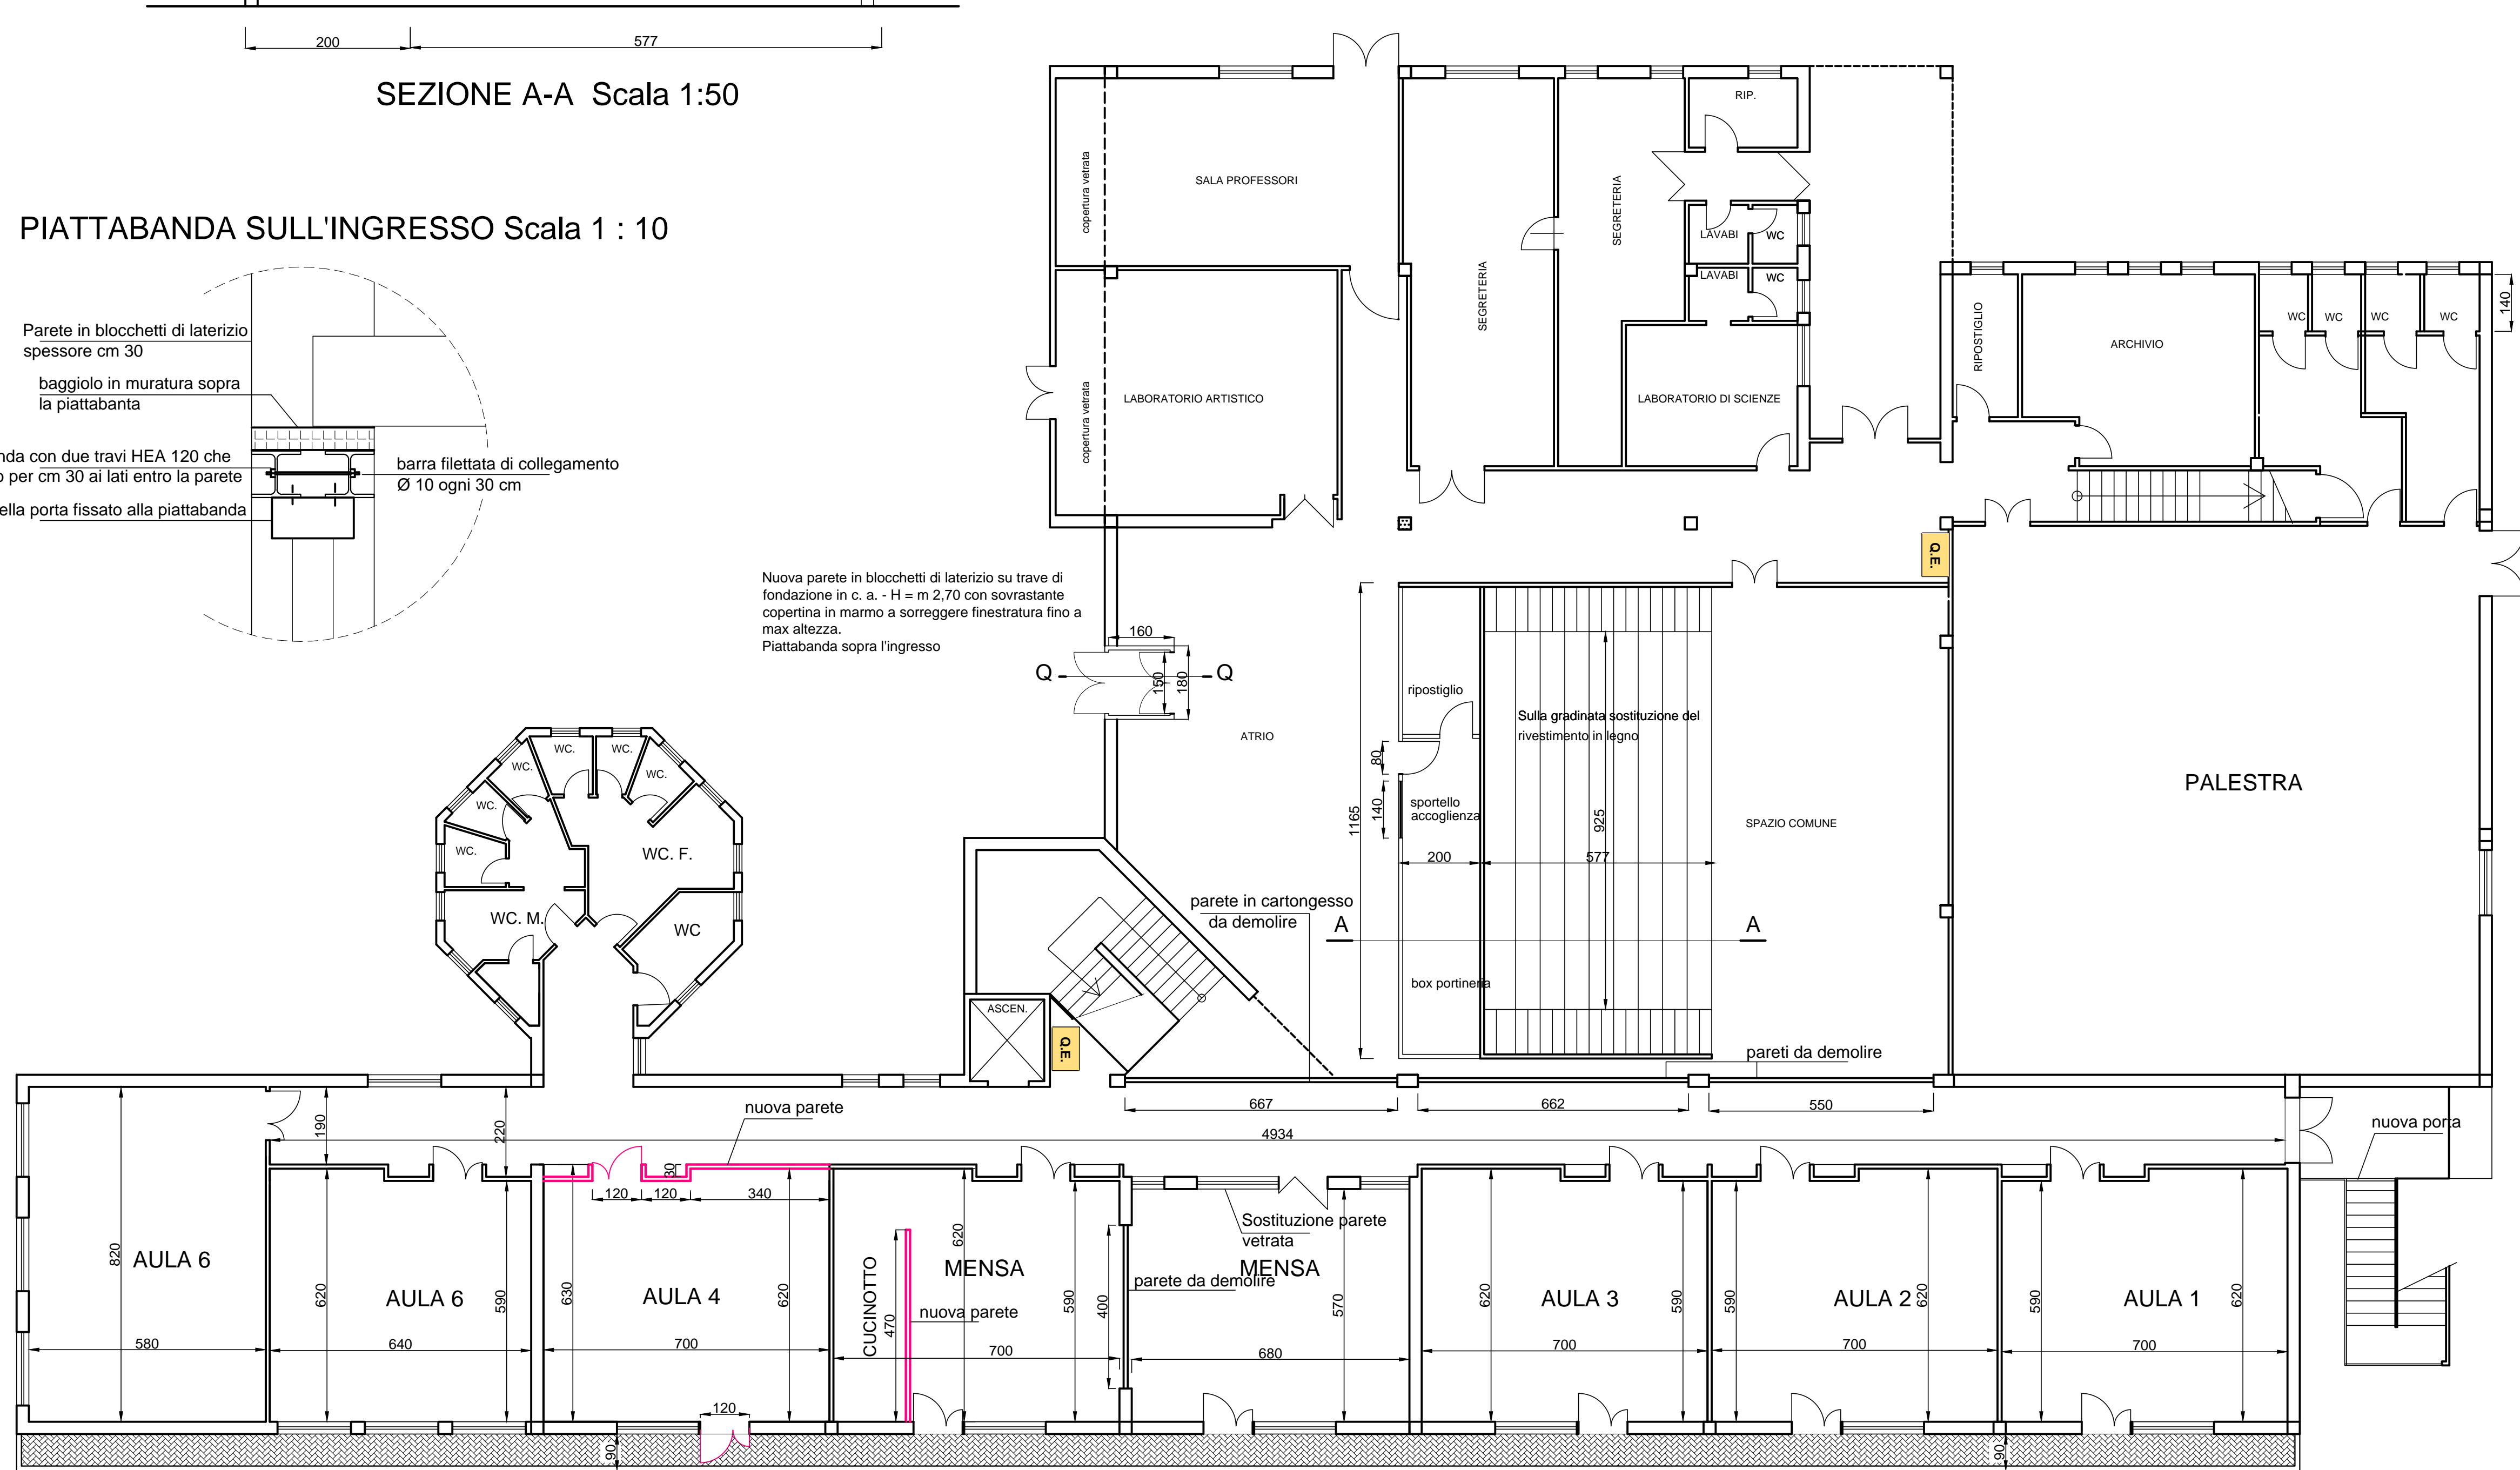 200
577
SEZIONE A-A Scala 1:50
PIATTABANDA SULL'INGRESSO Scala 1 : 10
Parete in blocchetti di laterizio
spessore cm 30
baggiolo in muratura sopra
la piattabanta
nda con due travi HEA 120 che
per cm 30 ai lati entro la parete
ella porta fissato alla piattabanda
barra filettata di collegamento
Ø 10 ogni 30 cm
Nuova parete in blocchetti di laterizio su trave di
fondazione in c. a. - H = m 2,70 con sovrastante
copertina in marmo a sorreggere finestratura fino a
max altezza.
Piattabanda sopra l'ingresso
copertura vetrata
SALA PROFESSORI
SEGRETERIA
SEGRETERIA
RIP.
LAVABI
WC
LAVABI
WC
copertura vetrata
LABORATORIO ARTISTICO
LABORATORIO DI SCIENZE
RIPOSTIGLIO
ARCHIVIO
WC
WC
WC
WC
140
Q.E.
160
Q
Q
150
180
ATRIO
ripostiglio
80
140
1165
sportello
accoglienza
200
577
925
Sulla gradinata sostituzione del
rivestimento in legno
SPAZIO COMUNE
PALESTRA
parete in cartongesso
da demolire
A
A
box portineria
pareti da demolire
WC.
WC.
WC.
WC.
WC.
WC.
WC. F.
WC. M.
WC
ASCEN.
Q.E.
667
662
550
4934
nuova parete
nuova porta
190
220
30
120
120
340
820
AULA 6
580
620
AULA 6
590
640
630
AULA 4
620
700
120
CUCINOTTO
470
nuova parete
620
MENSA
590
700
400
parete da demolire
Sostituzione parete
vetrata
MENSA
570
680
620
AULA 3
590
700
590
AULA 2
620
700
590
AULA 1
620
700
90
90